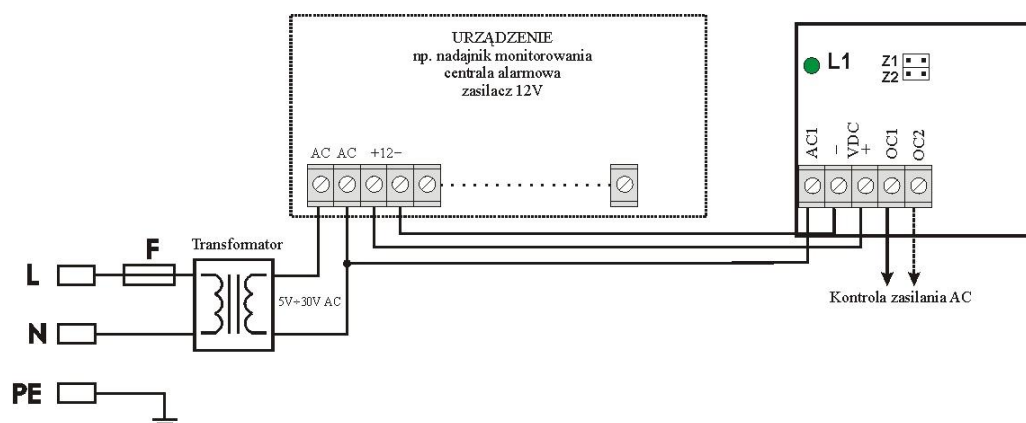 URZĄDZENIE
np. nadajnik monitorowania
centrala alarmowa
zasilacz 12V
AC AC +12−
L1
Z1
Z2
AC1
− VDC +
OC1
OC2
Transformator
F
L
5V÷30V AC
N
PE
Kontrola zasilania AC